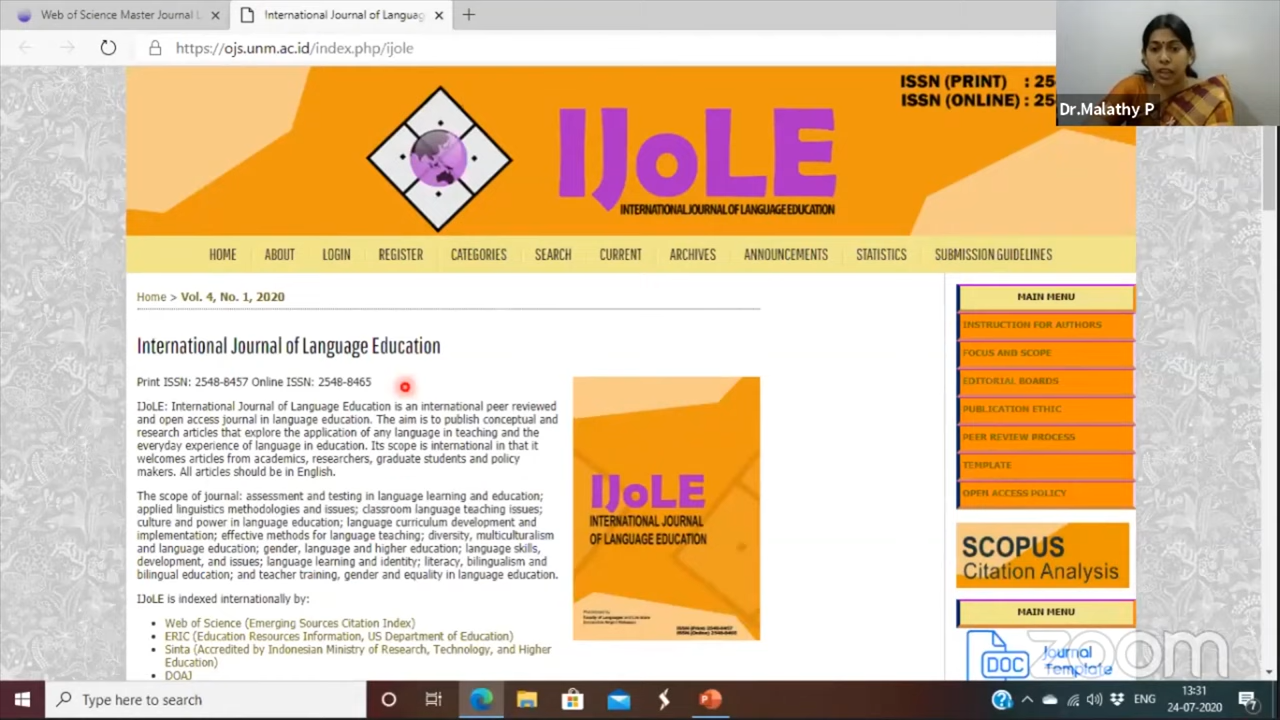 Web of Science Master Journal L
International Journal of Languag
https://ojs.unm.ac.id/index.php/ijole
ISSN (PRINT) : 25
ISSN (ONLINE) : 25
Dr.Malathy P
IJoLE
INTERNATIONAL JOURNAL OF LANGUAGE EDUCATION
HOME ABOUT LOGIN REGISTER CATEGORIES SEARCH CURRENT ARCHIVES ANNOUNCEMENTS STATISTICS SUBMISSION GUIDELINES
Home > Vol. 4, No. 1, 2020
International Journal of Language Education
Print ISSN: 2548-8457 Online ISSN: 2548-8465
IJoLE: International Journal of Language Education is an international peer reviewed
and open access journal in language education. The aim is to publish conceptual and
research articles that explore the application of any language in teaching and the
everyday experience of language in education. Its scope is international in that it
welcomes articles from academics, researchers, graduate students and policy
makers. All articles should be in English.
The scope of journal: assessment and testing in language learning and education;
applied linguistics methodologies and issues; classroom language teaching issues;
culture and power in language education; language curriculum development and
implementation; effective methods for language teaching; diversity, multiculturalism
and language education; gender, language and higher education; language skills,
development, and issues; language learning and identity; literacy, bilingualism and
bilingual education; and teacher training, gender and equality in language education.
IJoLE is indexed internationally by:
Web of Science (Emerging Sources Citation Index)
ERIC (Education Resources Information, US Department of Education)
Sinta (Accredited by Indonesian Ministry of Research, Technology, and Higher
Education)
DOAJ
IJoLE
INTERNATIONAL JOURNAL
OF LANGUAGE EDUCATION
MAIN MENU
INSTRUCTION FOR AUTHORS
FOCUS AND SCOPE
EDITORIAL BOARDS
PUBLICATION ETHIC
PEER REVIEW PROCESS
TEMPLATE
OPEN ACCESS POLICY
SCOPUS
Citation Analysis
MAIN MENU
DOC
Journal
Template
zoom
Type here to search
ENG
13:31
24-07-2020
7